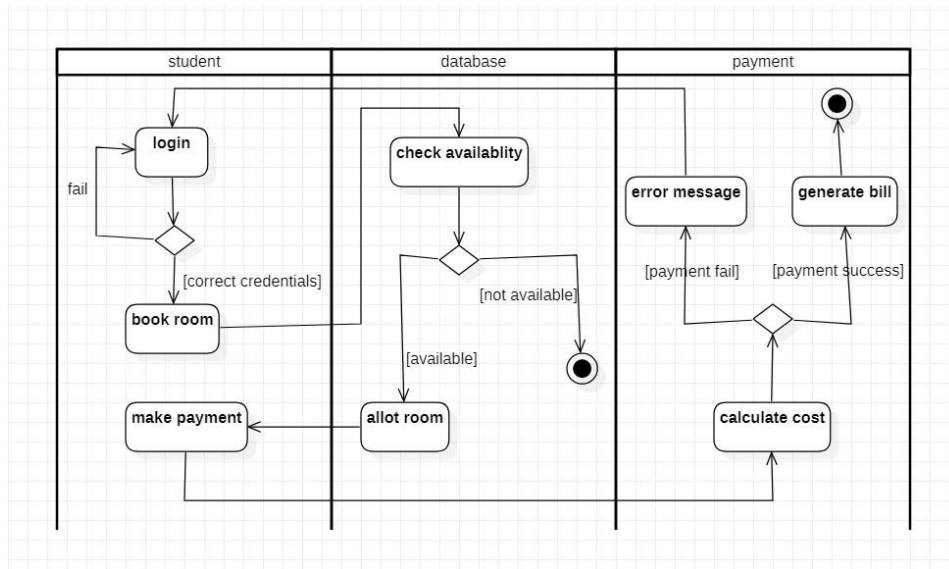 student
database
payment
login
check availablity
fail
error message
generate bill
[correct credentials]
[not available]
[payment fail]
[payment success]
book room
[available]
make payment
allot room
calculate cost